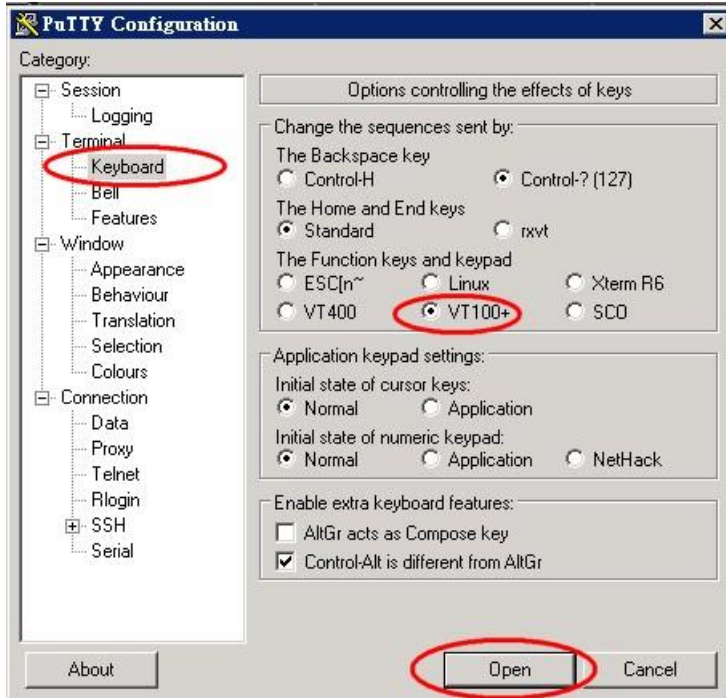 PuTTY Configuration
Category:
Session
Logging
Terminal
Keyboard
Bell
Features
Window
Appearance
Behaviour
Translation
Selection
Colours
Connection
Data
Proxy
Telnet
Rlogin
SSH
Serial
Options controlling the effects of keys
Change the sequences sent by:
The Backspace key
Control-H Control-? (127)
The Home and End keys
Standard rxvt
The Function keys and keypad
ESC[n~ Linux Xterm R6
VT400 VT100+ SCO
Application keypad settings:
Initial state of cursor keys:
Normal Application
Initial state of numeric keypad:
Normal Application NetHack
Enable extra keyboard features:
AltGr acts as Compose key
Control-Alt is different from AltGr
About Open Cancel